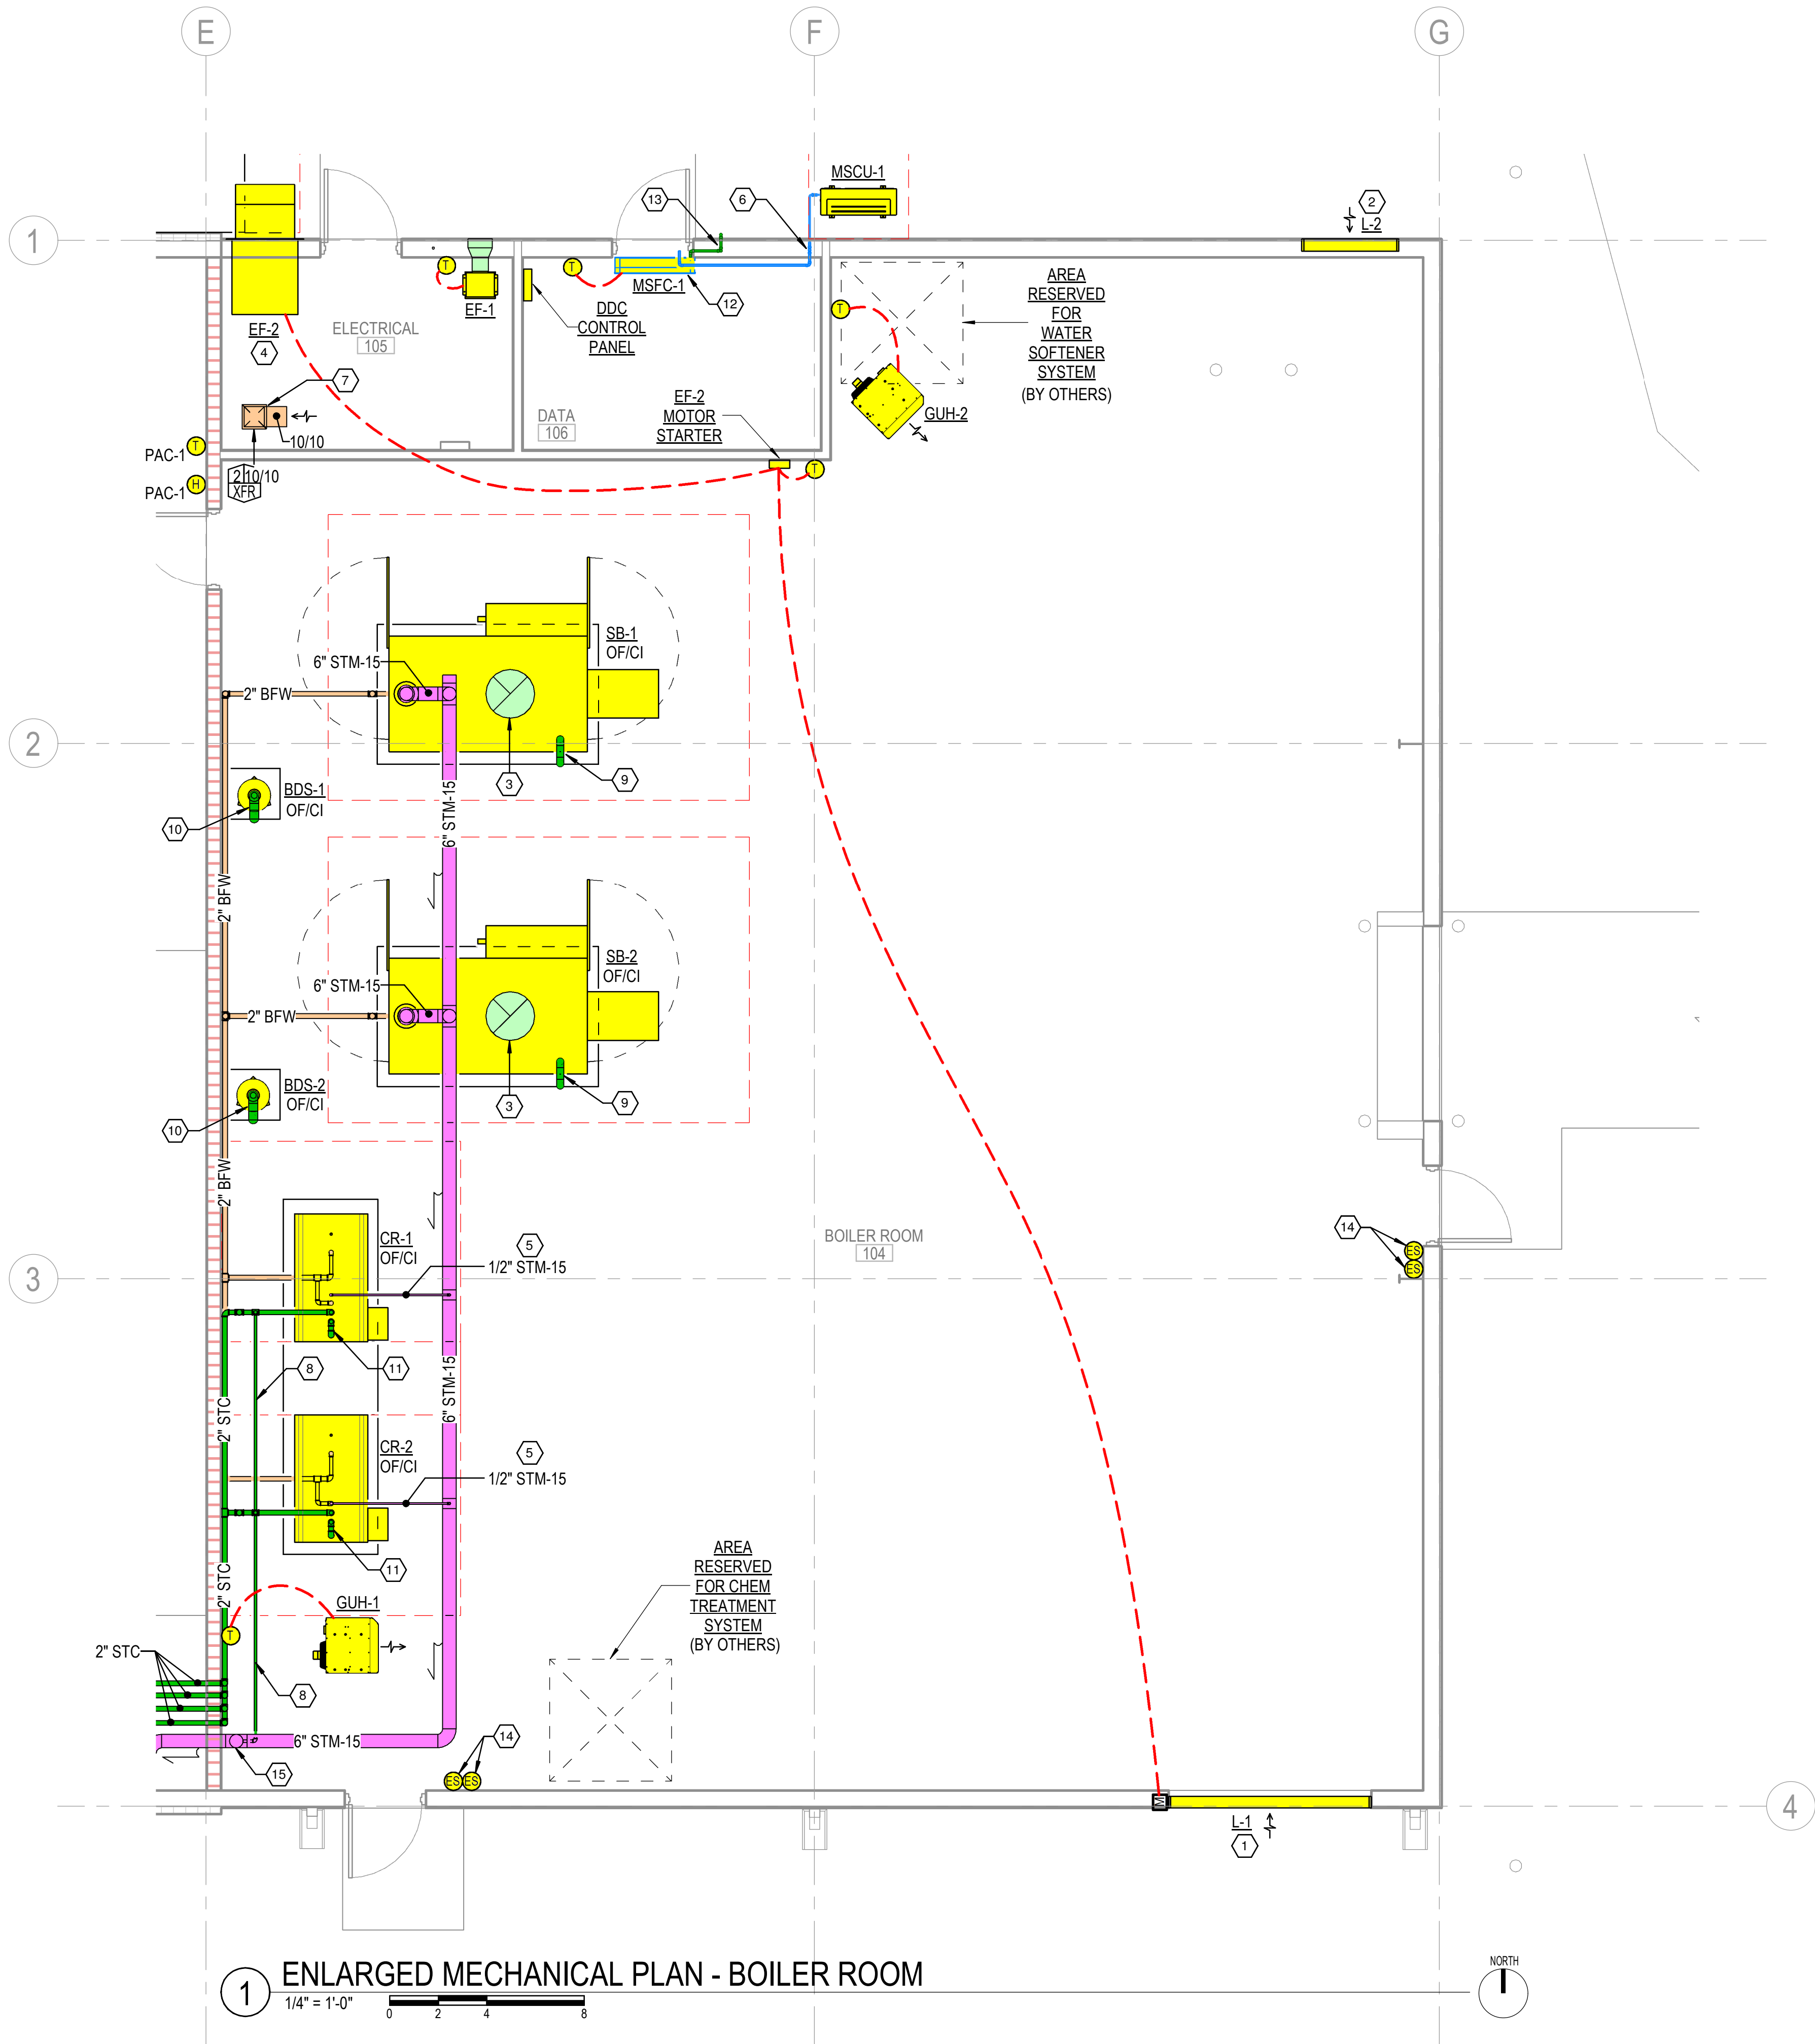 E
F
G
1
MSCU-1
13
6
2
L-2
T
T
MSFC-1
12
EF-1
DDC
CONTROL
PANEL
AREA
RESERVED
FOR
WATER
SOFTENER
SYSTEM
(BY OTHERS)
T
EF-2
4
ELECTRICAL
105
7
10/10
DATA
106
EF-2
MOTOR
STARTER
GUH-2
PAC-1
T
PAC-1
H
2
10/10
XFR
T
SB-1
OF/CI
6" STM-15
2" BFW
2
3
9
BDS-1
OF/CI
10
6" STM-15
2" BFW
SB-2
OF/CI
6" STM-15
2" BFW
3
9
BDS-2
OF/CI
10
2" BFW
BOILER ROOM
104
14
ES
ES
3
CR-1
OF/CI
5
1/2" STM-15
11
8
6" STM-15
2" STC
CR-2
OF/CI
5
1/2" STM-15
11
2" STC
GUH-1
T
AREA
RESERVED
FOR CHEM
TREATMENT
SYSTEM
(BY OTHERS)
2" STC
8
6" STM-15
15
14
ES
ES
M
L-1
1
4
1
ENLARGED MECHANICAL PLAN - BOILER ROOM
1/4" = 1'-0"
0
2
4
8
NORTH